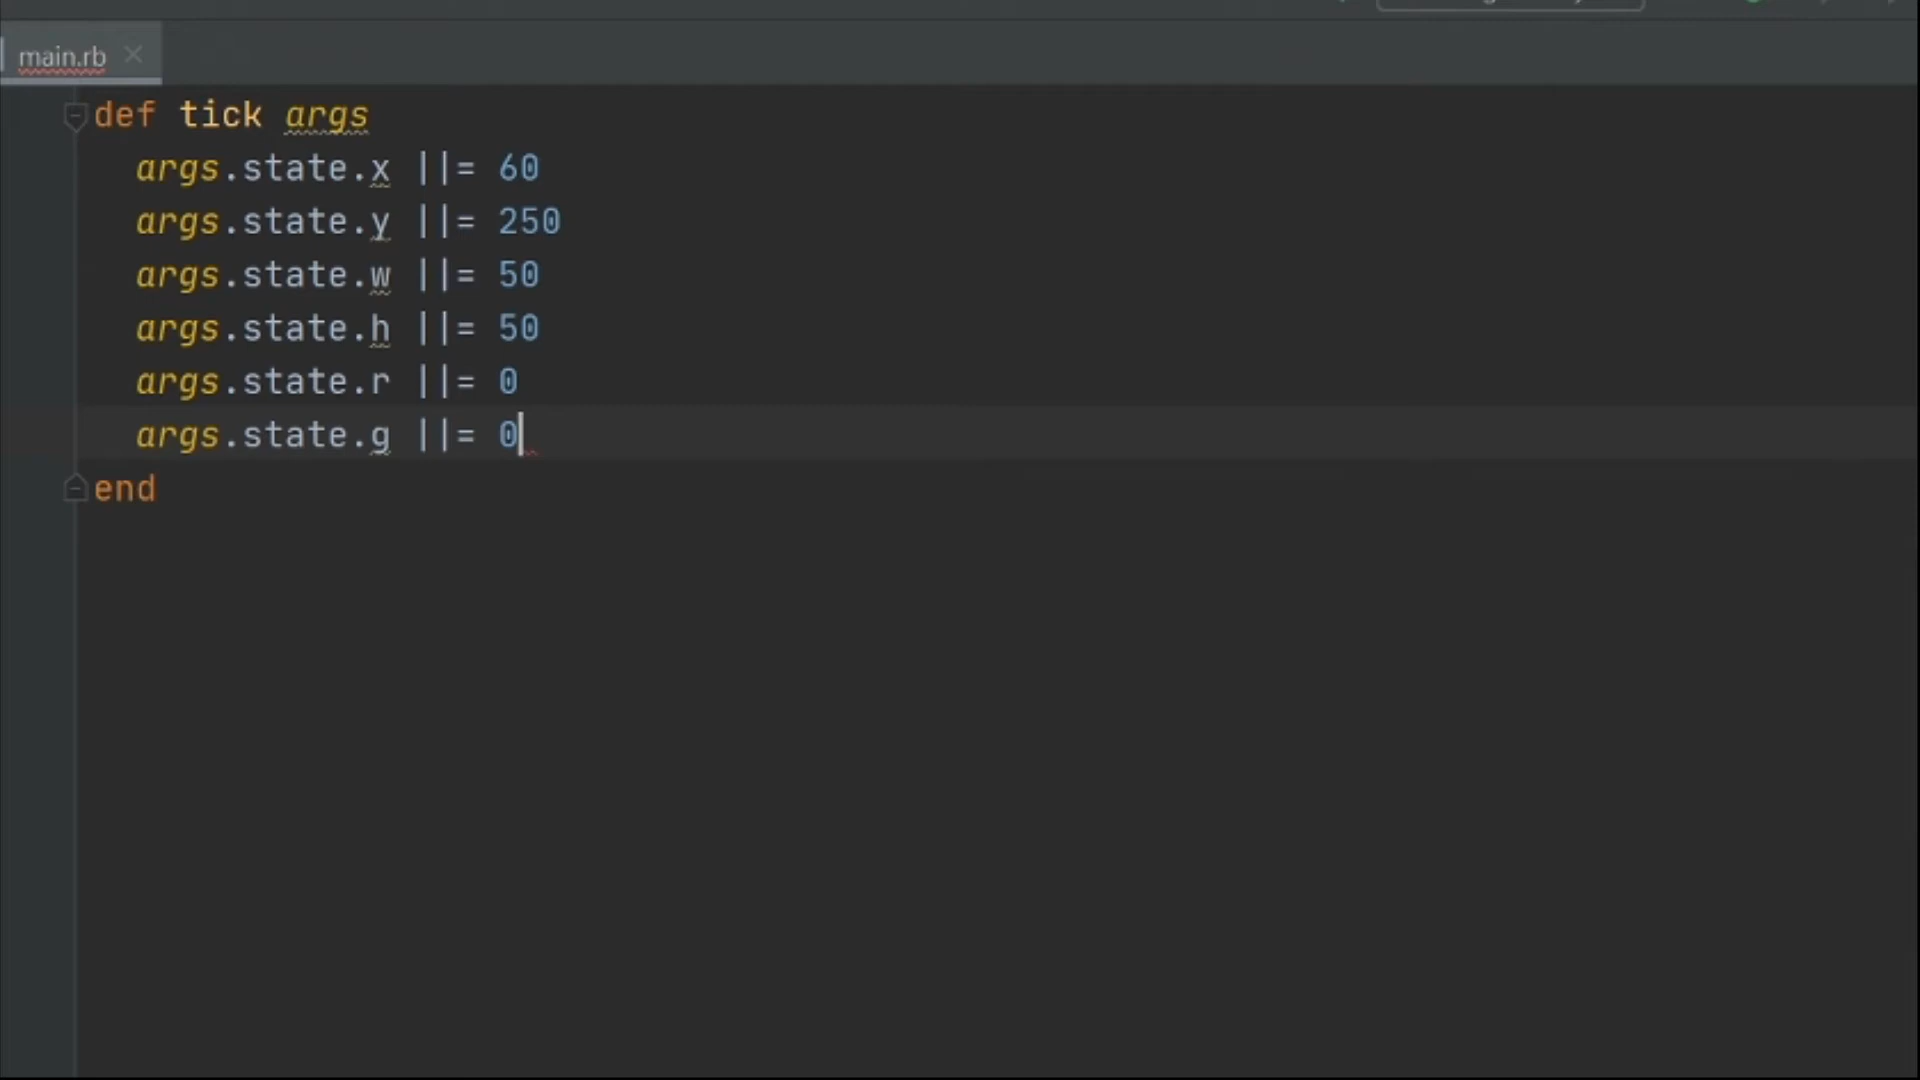 main.rb
def tick args
args.state.x ||= 60
args.state.y ||= 250
args.state.w ||= 50
args.state.h ||= 50
args.state.r ||= 0
args.state.g ||= 0
end